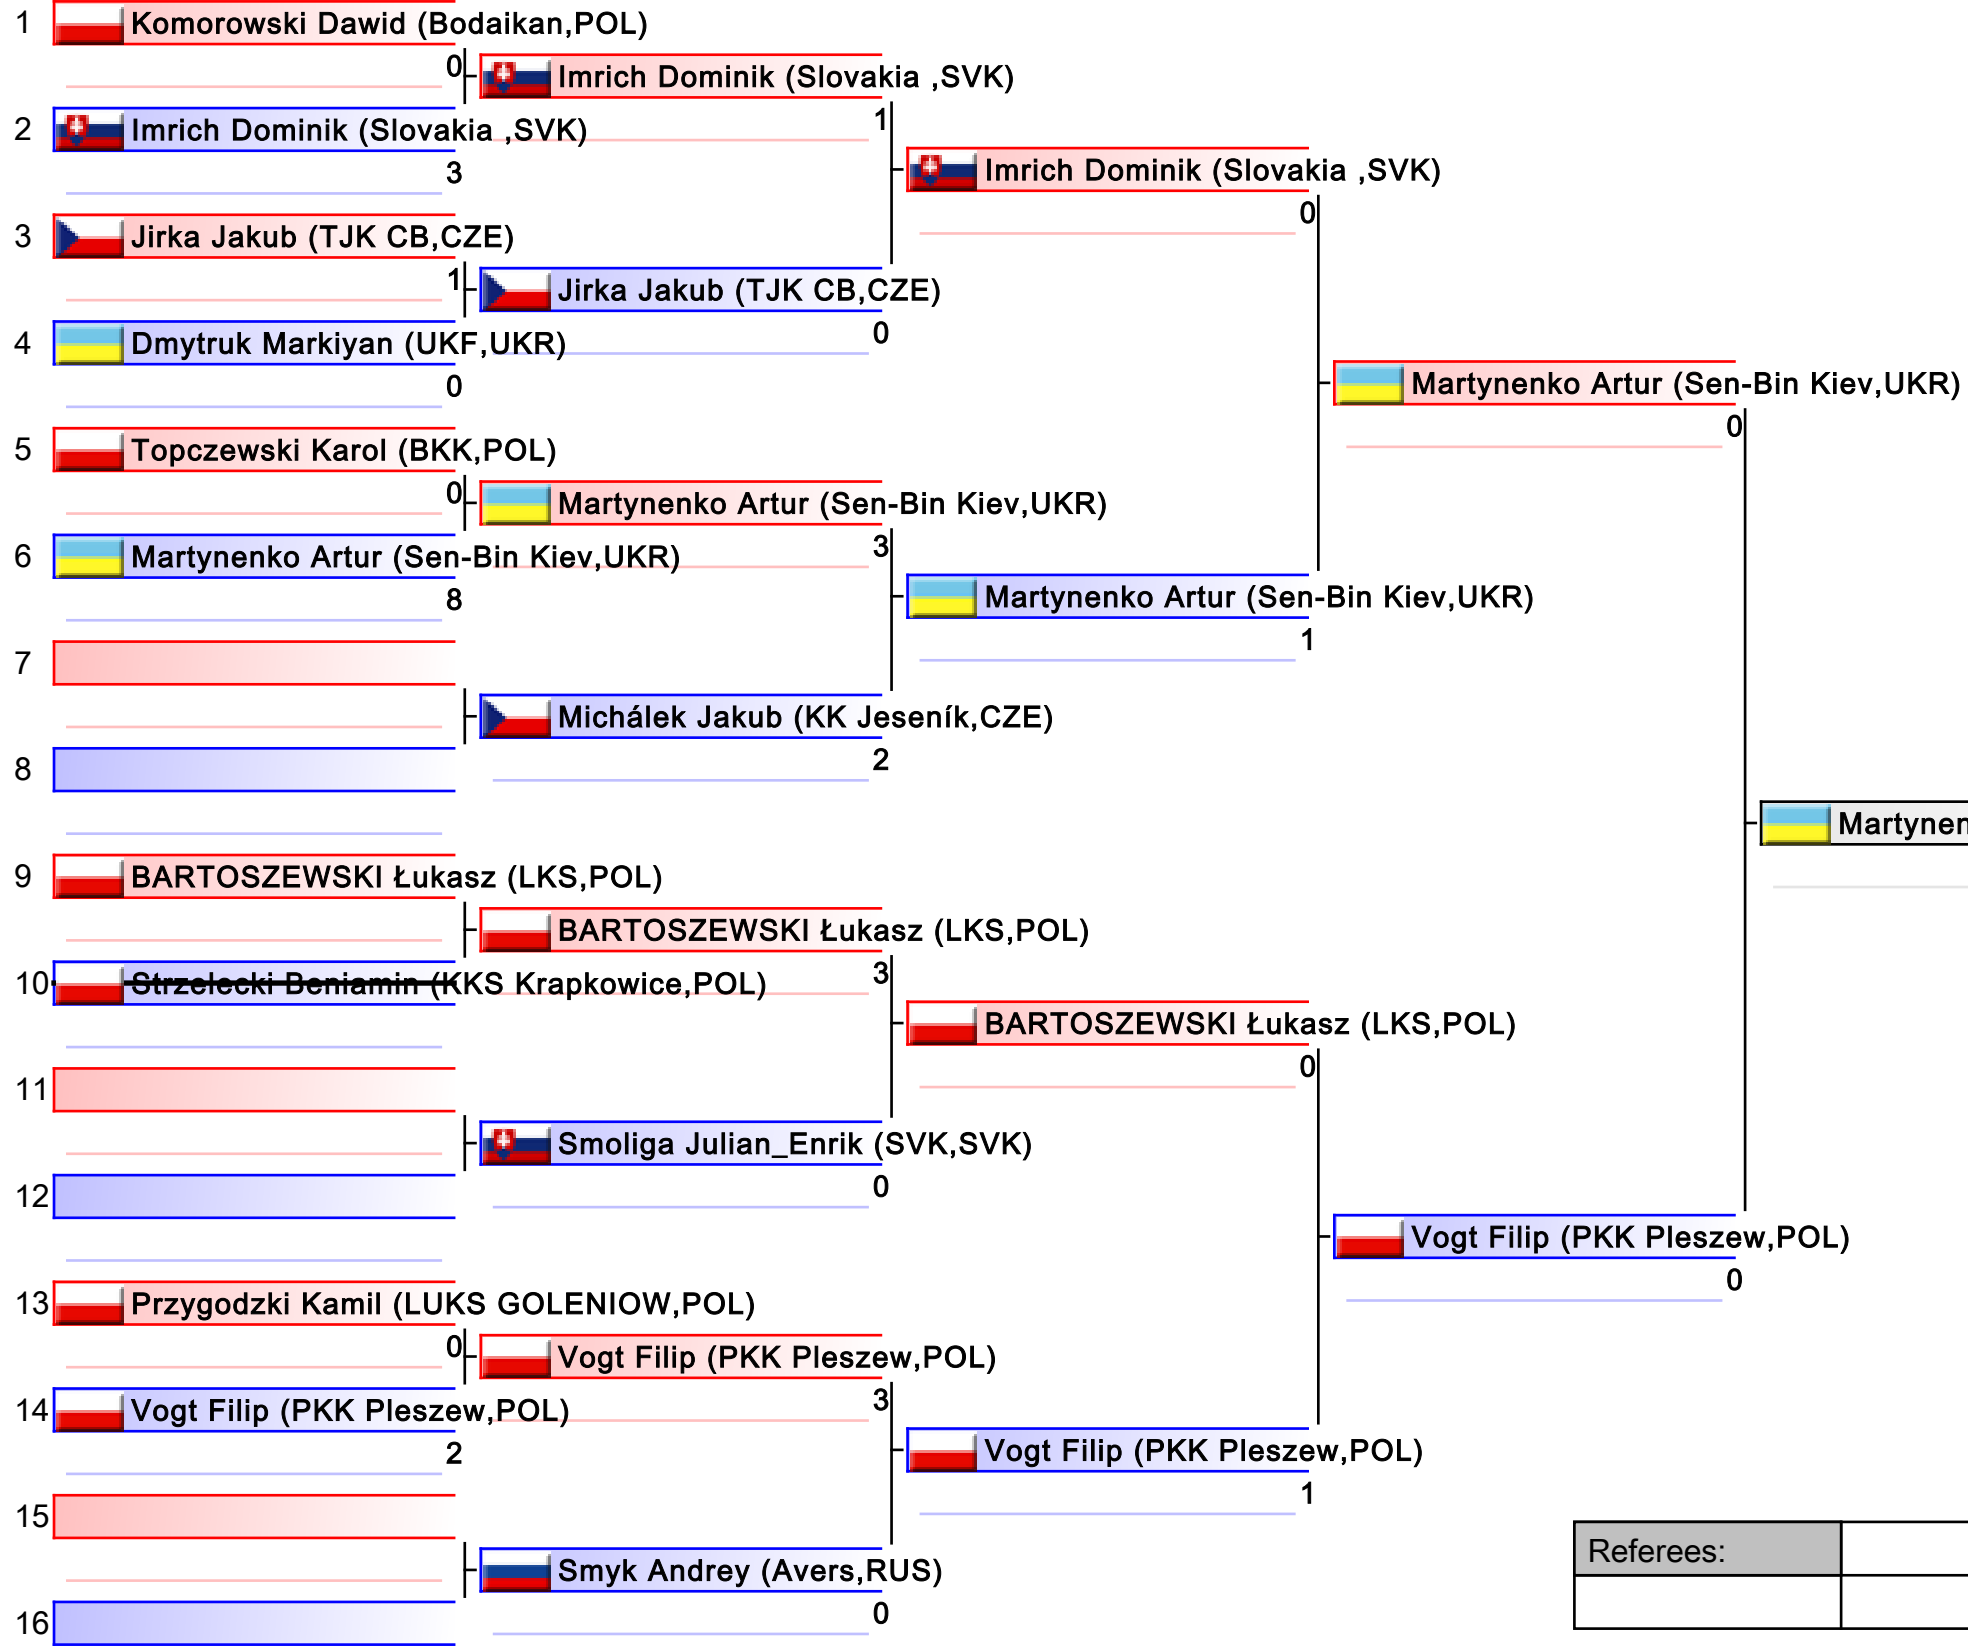 1 Komorowski Dawid (Bodaikan,POL)
0 Imrich Dominik (Slovakia ,SVK)
2 Imrich Dominik (Slovakia ,SVK) 1
3 Imrich Dominik (Slovakia ,SVK)
0
3 Jirka Jakub (TJK CB,CZE)
1 Jirka Jakub (TJK CB,CZE)
4 Dmytruk Markiyan (UKF,UKR) 0
0 Martynenko Artur (Sen-Bin Kiev,UKR)
0
5 Topczewski Karol (BKK,POL)
0 Martynenko Artur (Sen-Bin Kiev,UKR)
6 Martynenko Artur (Sen-Bin Kiev,UKR) 3
8 Martynenko Artur (Sen-Bin Kiev,UKR)
1
7
Michálek Jakub (KK Jeseník,CZE)
8 2
Martynen
9 BARTOSZEWSKI Łukasz (LKS,POL)
BARTOSZEWSKI Łukasz (LKS,POL)
10 Strzelecki Beniamin (KKS Krapkowice,POL) 3
BARTOSZEWSKI Łukasz (LKS,POL)
0
11
Smoliga Julian_Enrik (SVK,SVK)
12 0
Vogt Filip (PKK Pleszew,POL)
0
13 Przygodzki Kamil (LUKS GOLENIOW,POL)
0 Vogt Filip (PKK Pleszew,POL)
14 Vogt Filip (PKK Pleszew,POL) 3
2 Vogt Filip (PKK Pleszew,POL)
1
15
Referees:
Smyk Andrey (Avers,RUS)
16 0